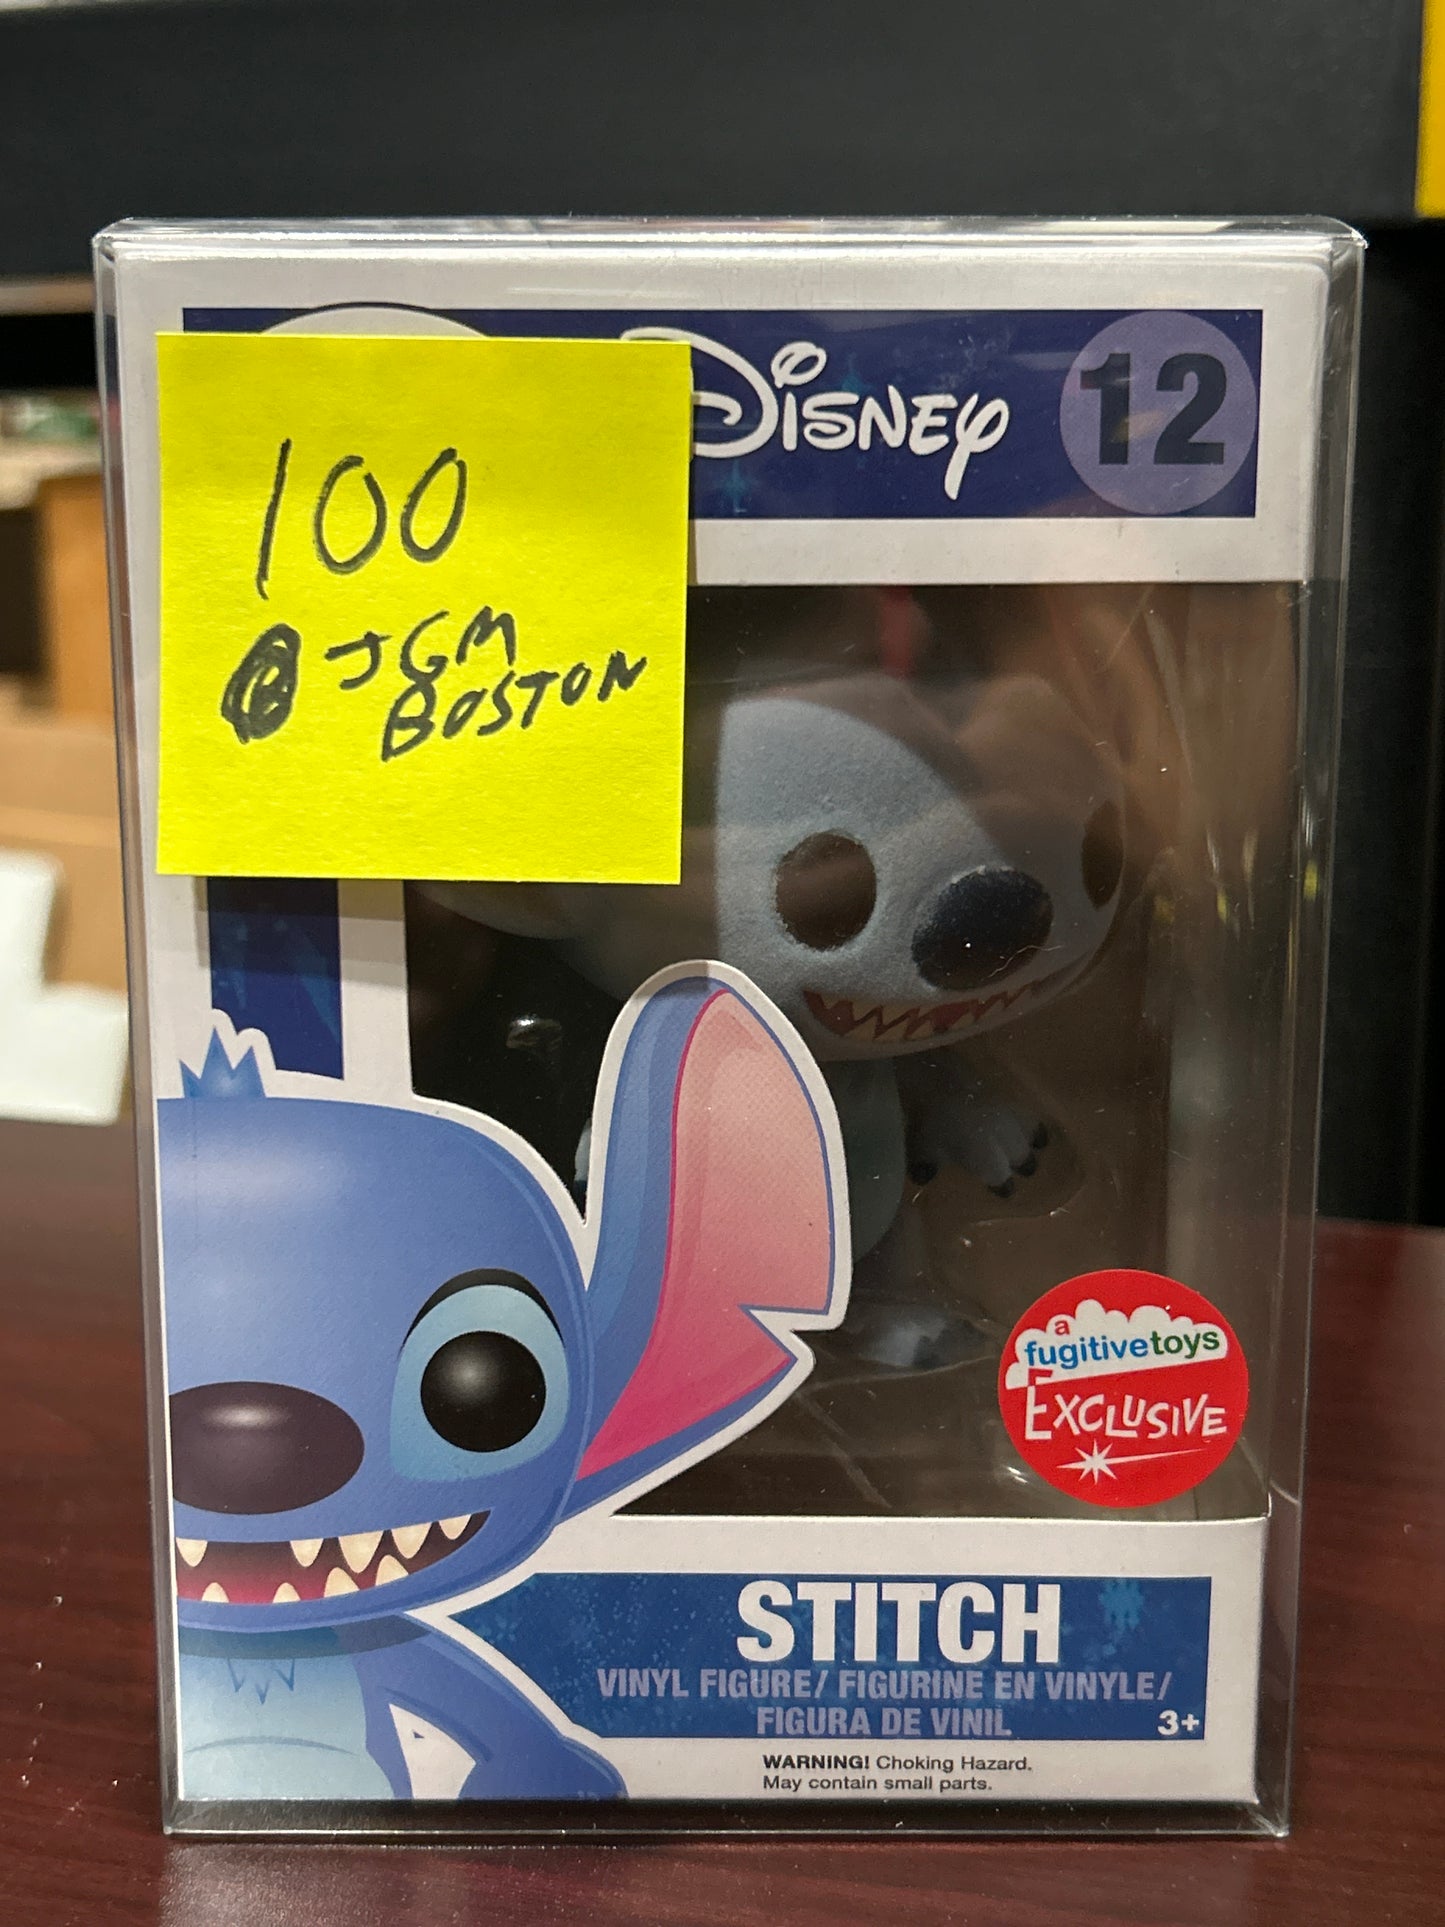 DISNEY
12
100
@ JGM
BOSTON
a
fugitivetoys
EXCLUSIVE
STITCH
VINYL FIGURE/ FIGURINE EN VINYLE/
FIGURA DE VINIL
3+
WARNING! Choking Hazard.
May contain small parts.